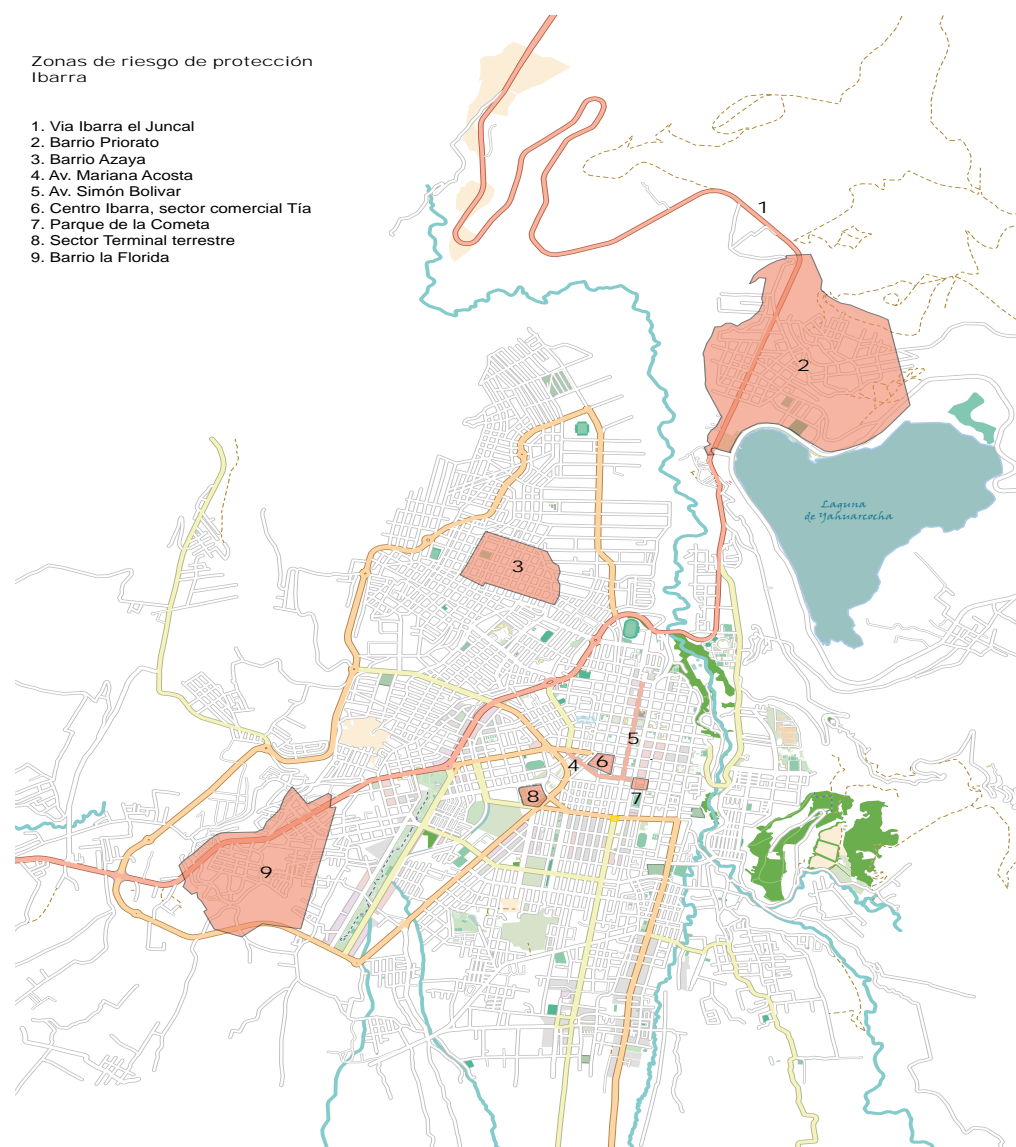 Zonas de riesgo de protección
Ibarra
1. Via Ibarra el Juncal
2. Barrio Priorato
3. Barrio Azaya
4. Av. Mariana Acosta
5. Av. Simón Bolivar
6. Centro Ibarra, sector comercial Tía
7. Parque de la Cometa
8. Sector Terminal terrestre
9. Barrio la Florida
1
2
Laguna
de Yahuarcocha
3
5
4
6
7
8
9